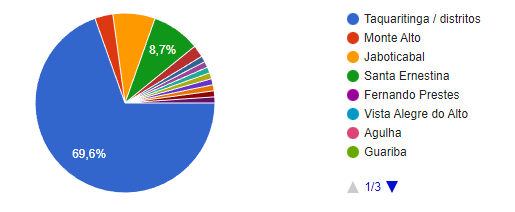 8,7%
69,6%
Taquaritinga / distritos
Monte Alto
Jaboticabal
Santa Ernestina
Fernando Prestes
Vista Alegre do Alto
Agulha
Guariba
1/3